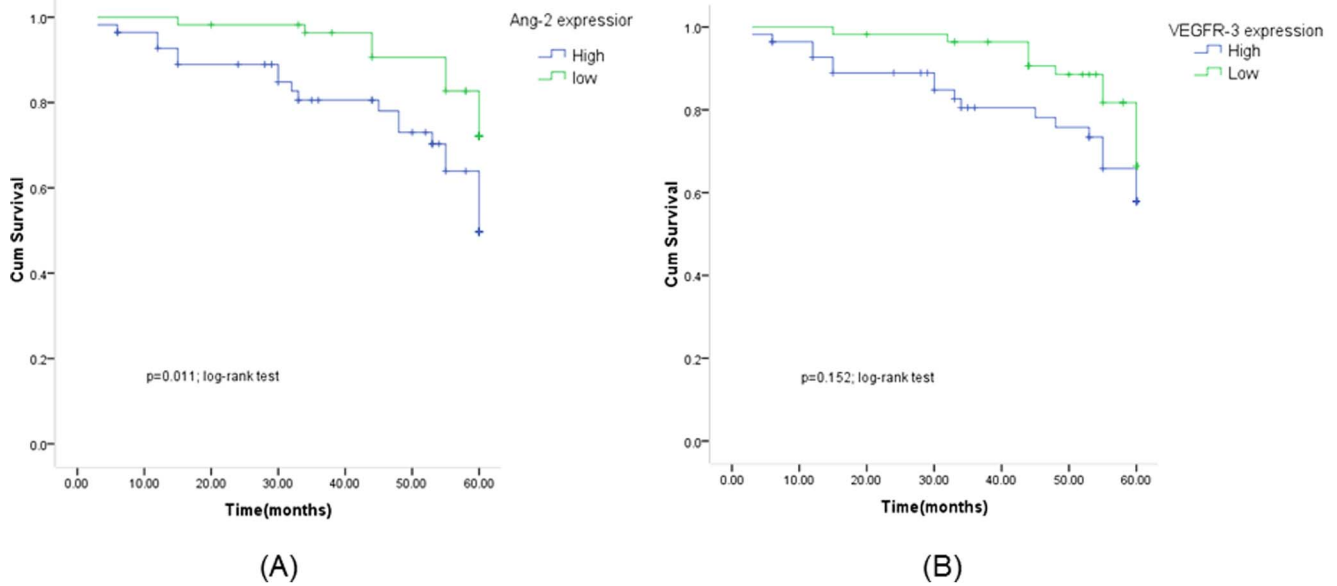 Ang-2 expression
High
low
1.0
0.8
0.6
0.4
0.2
0.0
Cum Survival
p=0.011; log-rank test
0.00 10.00 20.00 30.00 40.00 50.00 60.00
Time(months)
(A)
VEGFR-3 expression
High
Low
1.0
0.8
0.6
0.4
0.2
0.0
Cum Survival
p=0.152; log-rank test
0.00 10.00 20.00 30.00 40.00 50.00 60.00
Time(months)
(B)